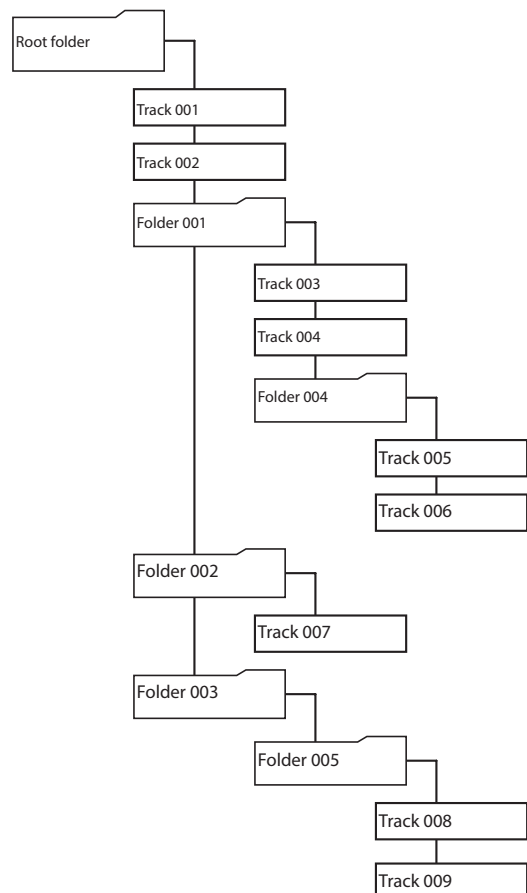 Root folder
Track 001
Track 002
Folder 001
Track 003
Track 004
Folder 004
Track 005
Track 006
Folder 002
Track 007
Folder 003
Folder 005
Track 008
Track 009